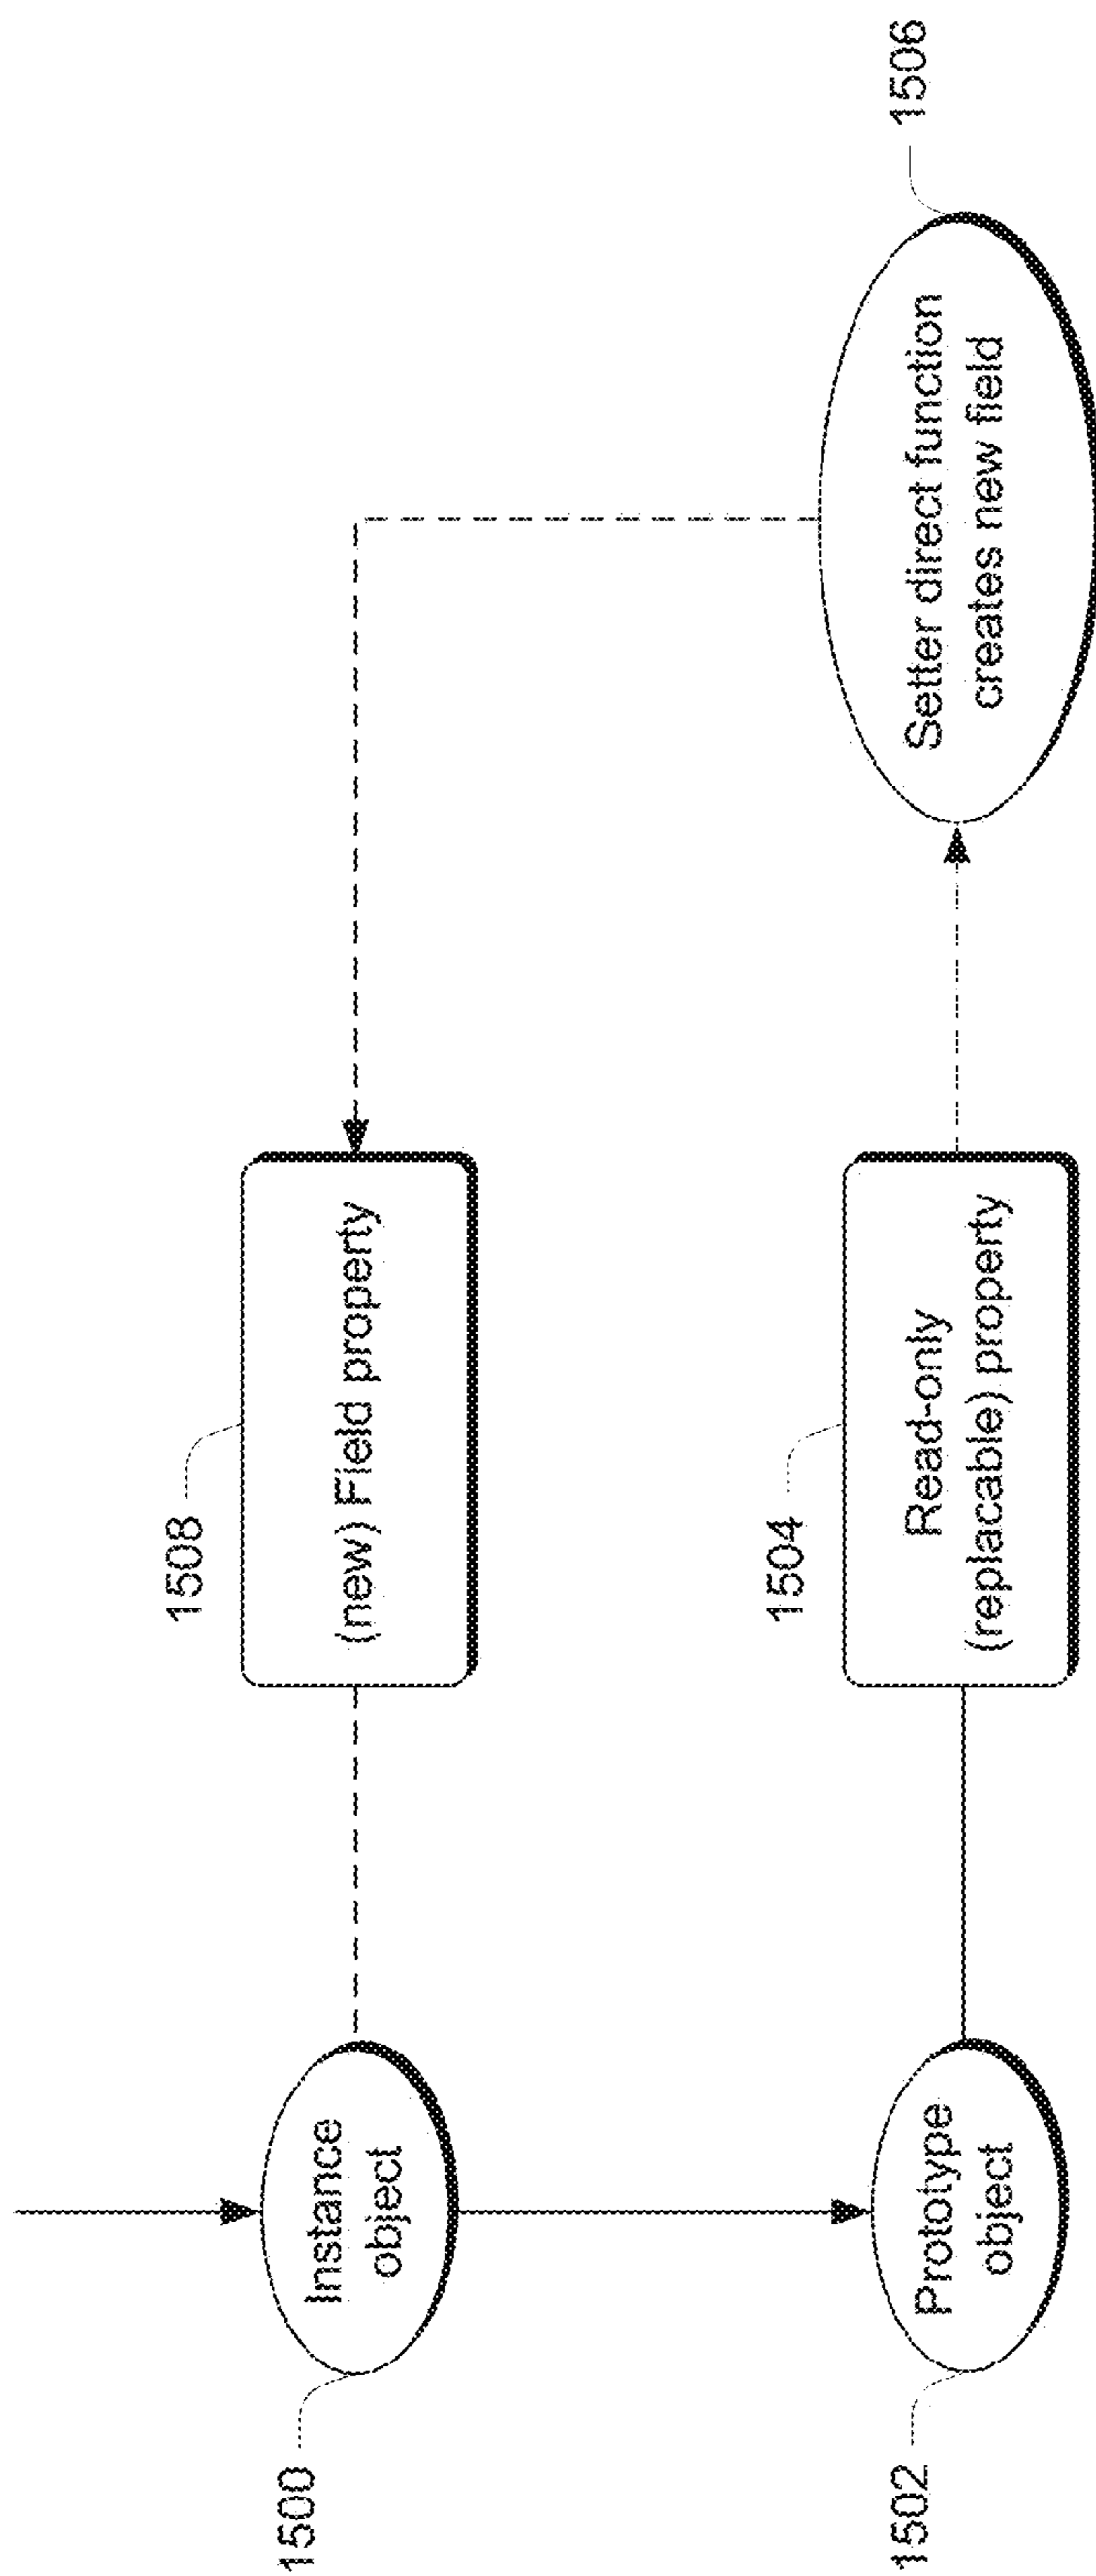 1500
Instance
object
1508
(new) Field property
1502
Prototype
object
1504
Read-only
(replacable) property
1506
Setter direct function
creates new field